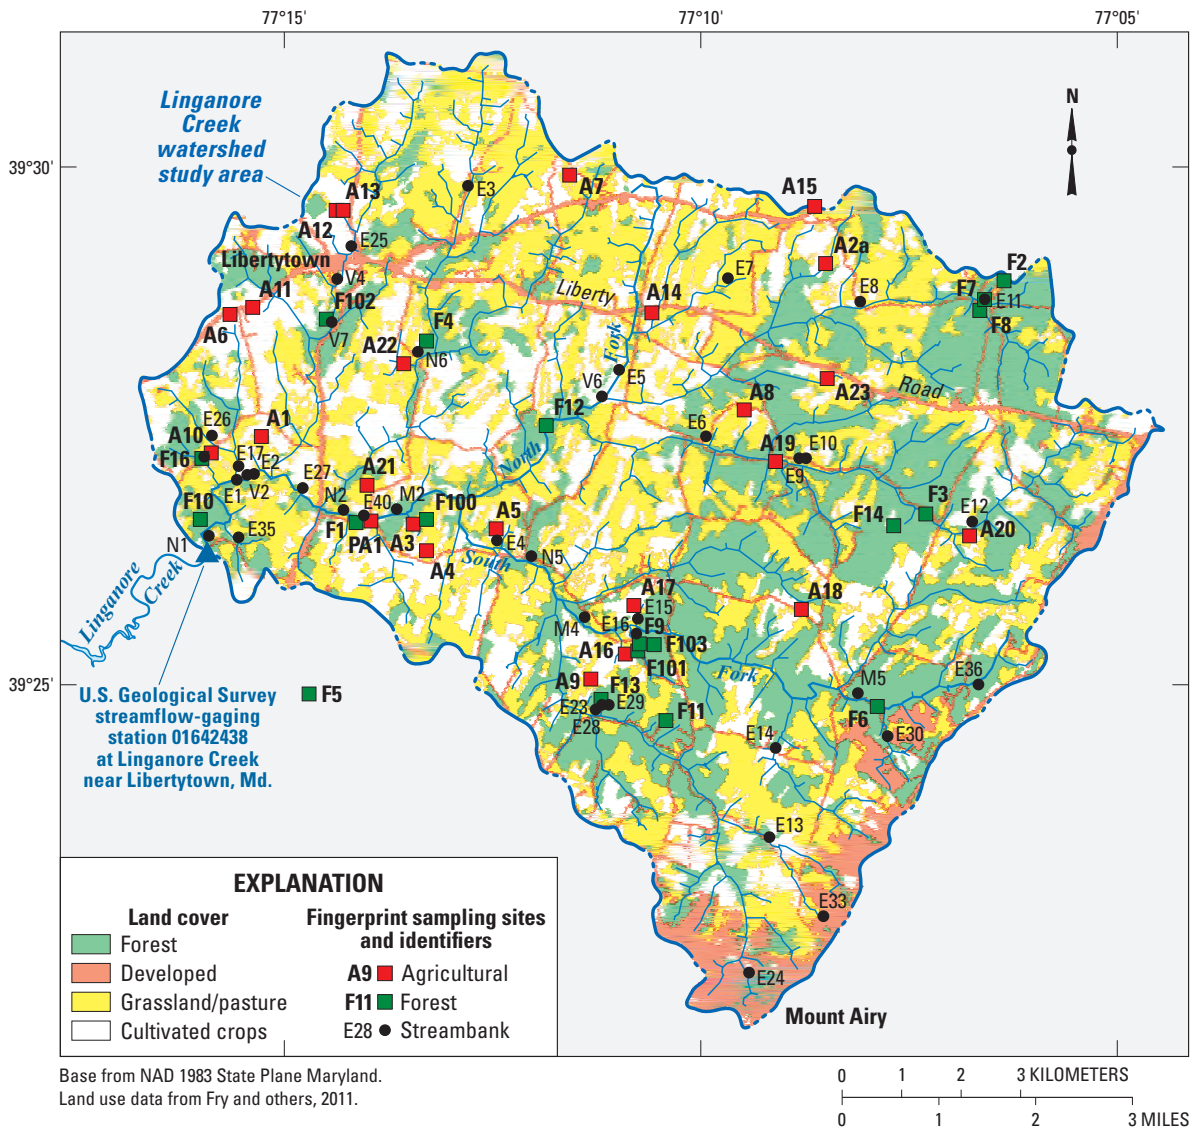 77°15'
77°10'
77°05'
39°30'
39°25'
N
Linganore
Creek
watershed
study area
A7
A15
E3
A13
A12
E25
A2a
Libertytown
V4
E7
F2
A11
Liberty
A14
E8
F7
E11
F102
F8
A6
F4
V7
A22
N6
Fork
E5
V6
A23
Road
A8
F12
E26
A1
E6
A10
A19
E10
F16
E17
E2
North
E9
E27
A21
E1
V2
N2
E40
M2
F100
F3
F10
A5
E12
F14
F1
PA1
A3
A20
E35
E4
N1
A4
South
N5
Linganore
Creek
A17
A18
E15
M4
E16
F9
F103
A16
F101
Fork
E36
A9
M5
F13
U.S. Geological Survey
streamflow-gaging
station 01642438
at Linganore Creek
near Libertytown, Md.
F5
E23
E29
F11
F6
E28
E14
E30
E13
E33
E24
Mount Airy
EXPLANATION
Land cover
Forest
Developed
Grassland/pasture
Cultivated crops
Fingerprint sampling sites
and identifiers
A9 Agricultural
F11 Forest
E28 Streambank
Base from NAD 1983 State Plane Maryland.
Land use data from Fry and others, 2011.
0 1 2 3 KILOMETERS
0 1 2 3 MILES